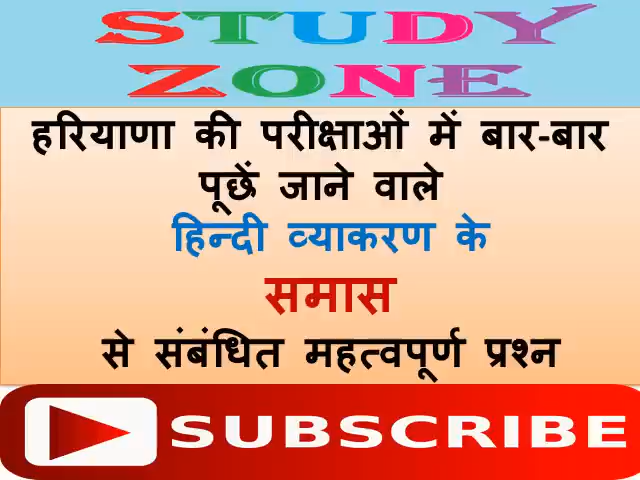 STUDY
ZONE
हरियाणा की परीक्षाओं में बार-बार
पूछें जाने वाले
हिन्दी व्याकरण के
समास
से संबंधित महत्वपूर्ण प्रश्न
SUBSCRIBE